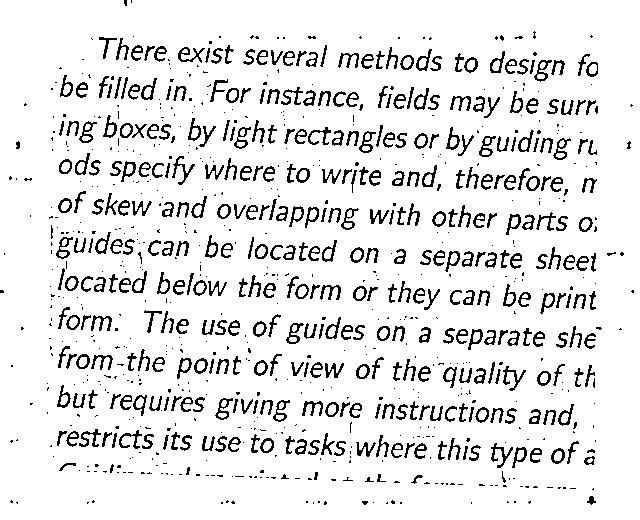 There exist several methods to design fo
be filled in. For instance, fields may be surr
ing boxes, by light rectangles or by guiding ru
ods specify where to write and, therefore, m
of skew and overlapping with other parts of
guides can be located on a separate sheet
located below the form or they can be print
form. The use of guides on a separate she
from the point of view of the quality of th
but requires giving more instructions and,
restricts its use to tasks where this type of a